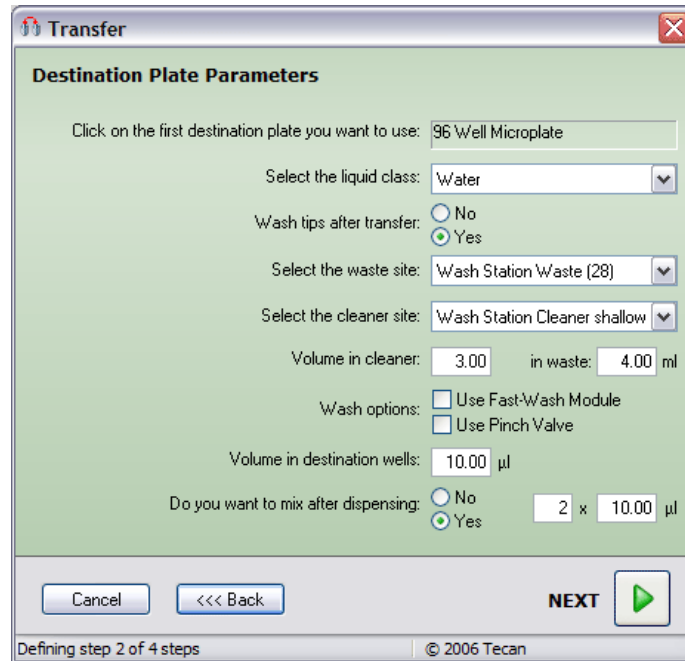 Transfer
Destination Plate Parameters
Click on the first destination plate you want to use: 96 Well Microplate
Select the liquid class: Water
Wash tips after transfer: No
Yes
Select the waste site: Wash Station Waste (28)
Select the cleaner site: Wash Station Cleaner shallow
Volume in cleaner: 3.00 in waste: 4.00 ml
Wash options: Use Fast-Wash Module
Use Pinch Valve
Volume in destination wells: 10.00 µl
Do you want to mix after dispensing: No
Yes 2 x 10.00 µl
Cancel <<< Back NEXT
Defining step 2 of 4 steps © 2006 Tecan